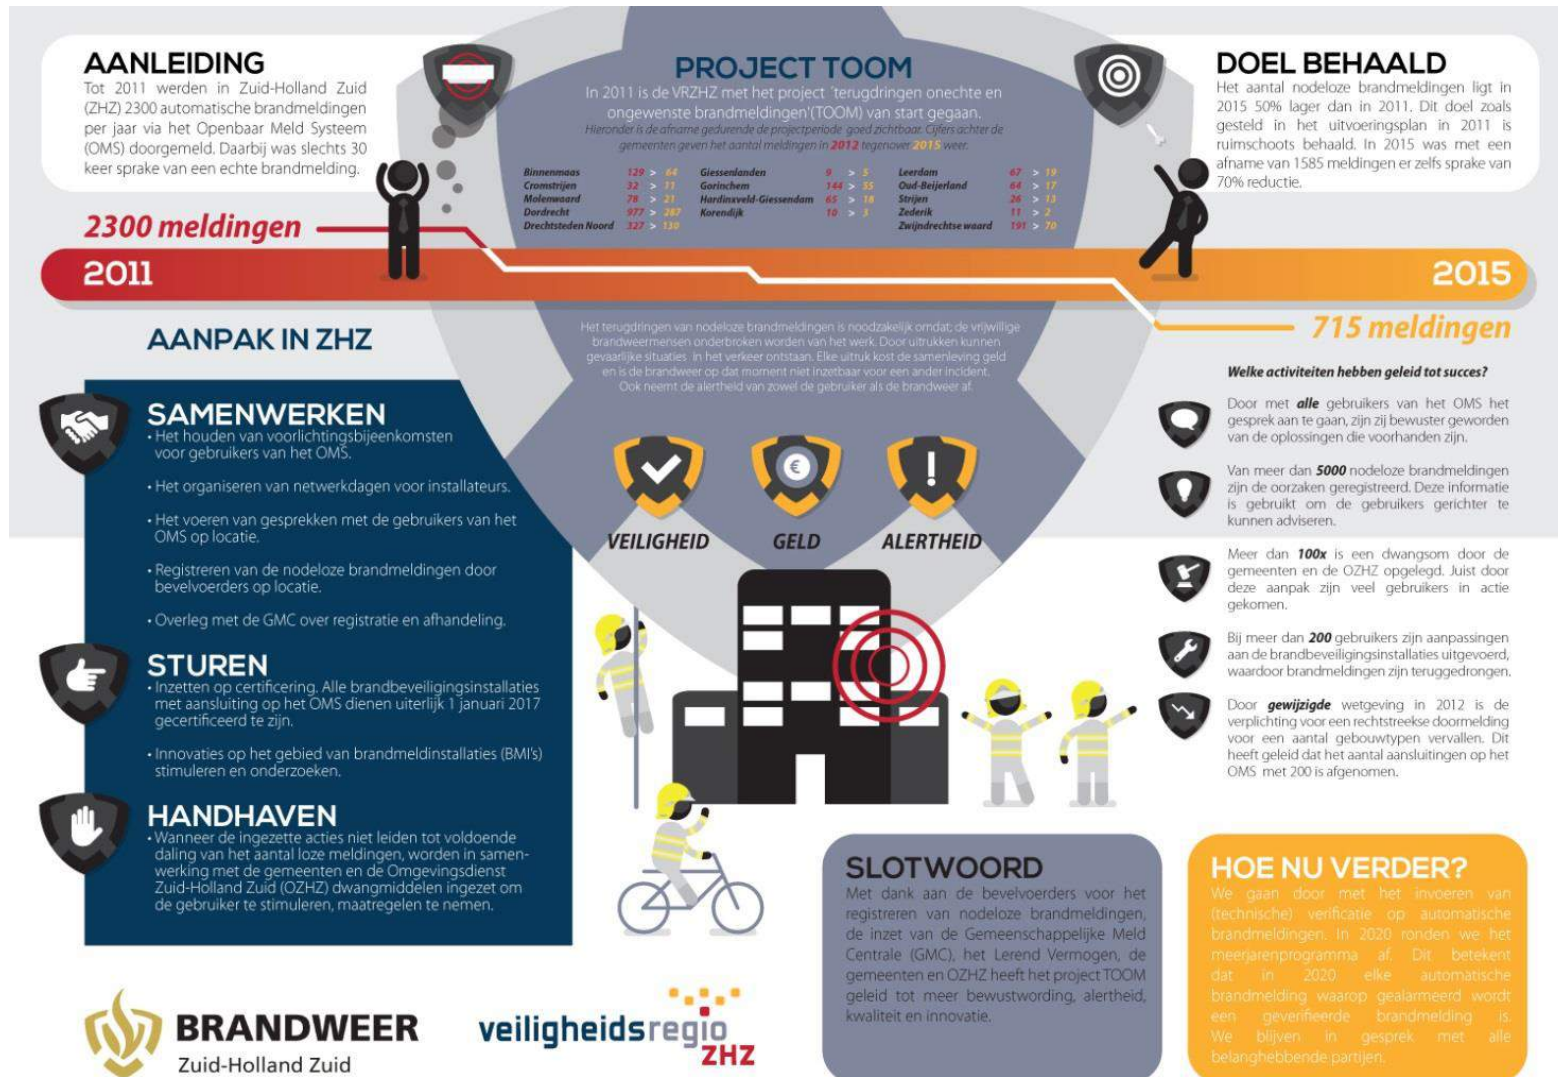 AANLEIDING
Tot 2011 werden in Zuid-Holland Zuid
(ZHZ) 2300 automatische brandmeldingen
per jaar via het Openbaar Meld Systeem
(OMS) doorgemeld. Daarbij was slechts 30
keer sprake van een echte brandmelding.
2300 meldingen
2011
PROJECT TOOM
In 2011 is de VRZHZ met het project ´terugdringen onechte en
ongewenste brandmeldingen'(TOOM) van start gegaan.
Hieronder is de afname gedurende de projectperiode goed zichtbaar. Cijfers achter de
gemeenten geven het aantal meldingen in 2012 tegenover 2015 weer.
Binnenmaas 129 > 64
Cromstrijen 32 > 11
Molenwaard 78 > 21
Dordrecht 977 > 287
Drechtsteden Noord 327 > 130
Giessenlanden 9 > 5
Gorinchem 144 > 55
Hardinxveld-Giessendam 65 > 18
Korendijk 10 > 3
Leerdam 67 > 19
Oud-Beijerland 64 > 17
Strijen 26 > 13
Zederik 11 > 2
Zwijndrechtse waard 191 > 70
DOEL BEHAALD
Het aantal nodeloze brandmeldingen ligt in
2015 50% lager dan in 2011. Dit doel zoals
gesteld in het uitvoeringsplan in 2011 is
ruimschoots behaald. In 2015 was met een
afname van 1585 meldingen er zelfs sprake van
70% reductie.
2015
715 meldingen
Het terugdringen van nodeloze brandmeldingen is noodzakelijk omdat; de vrijwillige
brandweermensen onderbroken worden van het werk. Door uitrukken kunnen
gevaarlijke situaties in het verkeer ontstaan. Elke uitruk kost de samenleving geld
en is de brandweer op dat moment niet inzetbaar voor een ander incident.
Ook neemt de alertheid van zowel de gebruiker als de brandweer af.
VEILIGHEID
€
GELD
!
ALERTHEID
AANPAK IN ZHZ
SAMENWERKEN
• Het houden van voorlichtingsbijeenkomsten
voor gebruikers van het OMS.
• Het organiseren van netwerkdagen voor installateurs.
• Het voeren van gesprekken met de gebruikers van het
OMS op locatie.
• Registreren van de nodeloze brandmeldingen door
bevelvoerders op locatie.
• Overleg met de GMC over registratie en afhandeling.
STUREN
• Inzetten op certificering. Alle brandbeveiligingsinstallaties
met aansluiting op het OMS dienen uiterlijk 1 januari 2017
gecertificeerd te zijn.
• Innovaties op het gebied van brandmeldinstallaties (BMI's)
stimuleren en onderzoeken.
HANDHAVEN
• Wanneer de ingezette acties niet leiden tot voldoende
daling van het aantal loze meldingen, worden in samen-
werking met de gemeenten en de Omgevingsdienst
Zuid-Holland Zuid (OZHZ) dwangmiddelen ingezet om
de gebruiker te stimuleren, maatregelen te nemen.
Welke activiteiten hebben geleid tot succes?
Door met alle gebruikers van het OMS het
gesprek aan te gaan, zijn zij bewuster geworden
van de oplossingen die voorhanden zijn.
Van meer dan 5000 nodeloze brandmeldingen
zijn de oorzaken geregistreerd. Deze informatie
is gebruikt om de gebruikers gerichter te
kunnen adviseren.
Meer dan 100x is een dwangsom door de
gemeenten en de OZHZ opgelegd. Juist door
deze aanpak zijn veel gebruikers in actie
gekomen.
Bij meer dan 200 gebruikers zijn aanpassingen
aan de brandbeveiligingsinstallaties uitgevoerd,
waardoor brandmeldingen zijn teruggedrongen.
Door gewijzigde wetgeving in 2012 is de
verplichting voor een rechtstreekse doormelding
voor een aantal gebouwtypen vervallen. Dit
heeft geleid dat het aantal aansluitingen op het
OMS met 200 is afgenomen.
SLOTWOORD
Met dank aan de bevelvoerders voor het
registreren van nodeloze brandmeldingen,
de inzet van de Gemeenschappelijke Meld
Centrale (GMC), het Lerend Vermogen, de
gemeenten en OZHZ heeft het project TOOM
geleid tot meer bewustwording, alertheid,
kwaliteit en innovatie.
HOE NU VERDER?
We gaan door met het invoeren van
(technische) verificatie op automatische
brandmeldingen. In 2020 ronden we het
meerjarenprogramma af. Dit betekent
dat in 2020 elke automatische
brandmelding waarop gealarmeerd wordt
een geverifieerde brandmelding is.
We blijven in gesprek met alle
belanghebbende partijen.
BRANDWEER
Zuid-Holland Zuid
veiligheidsregio
ZHZ